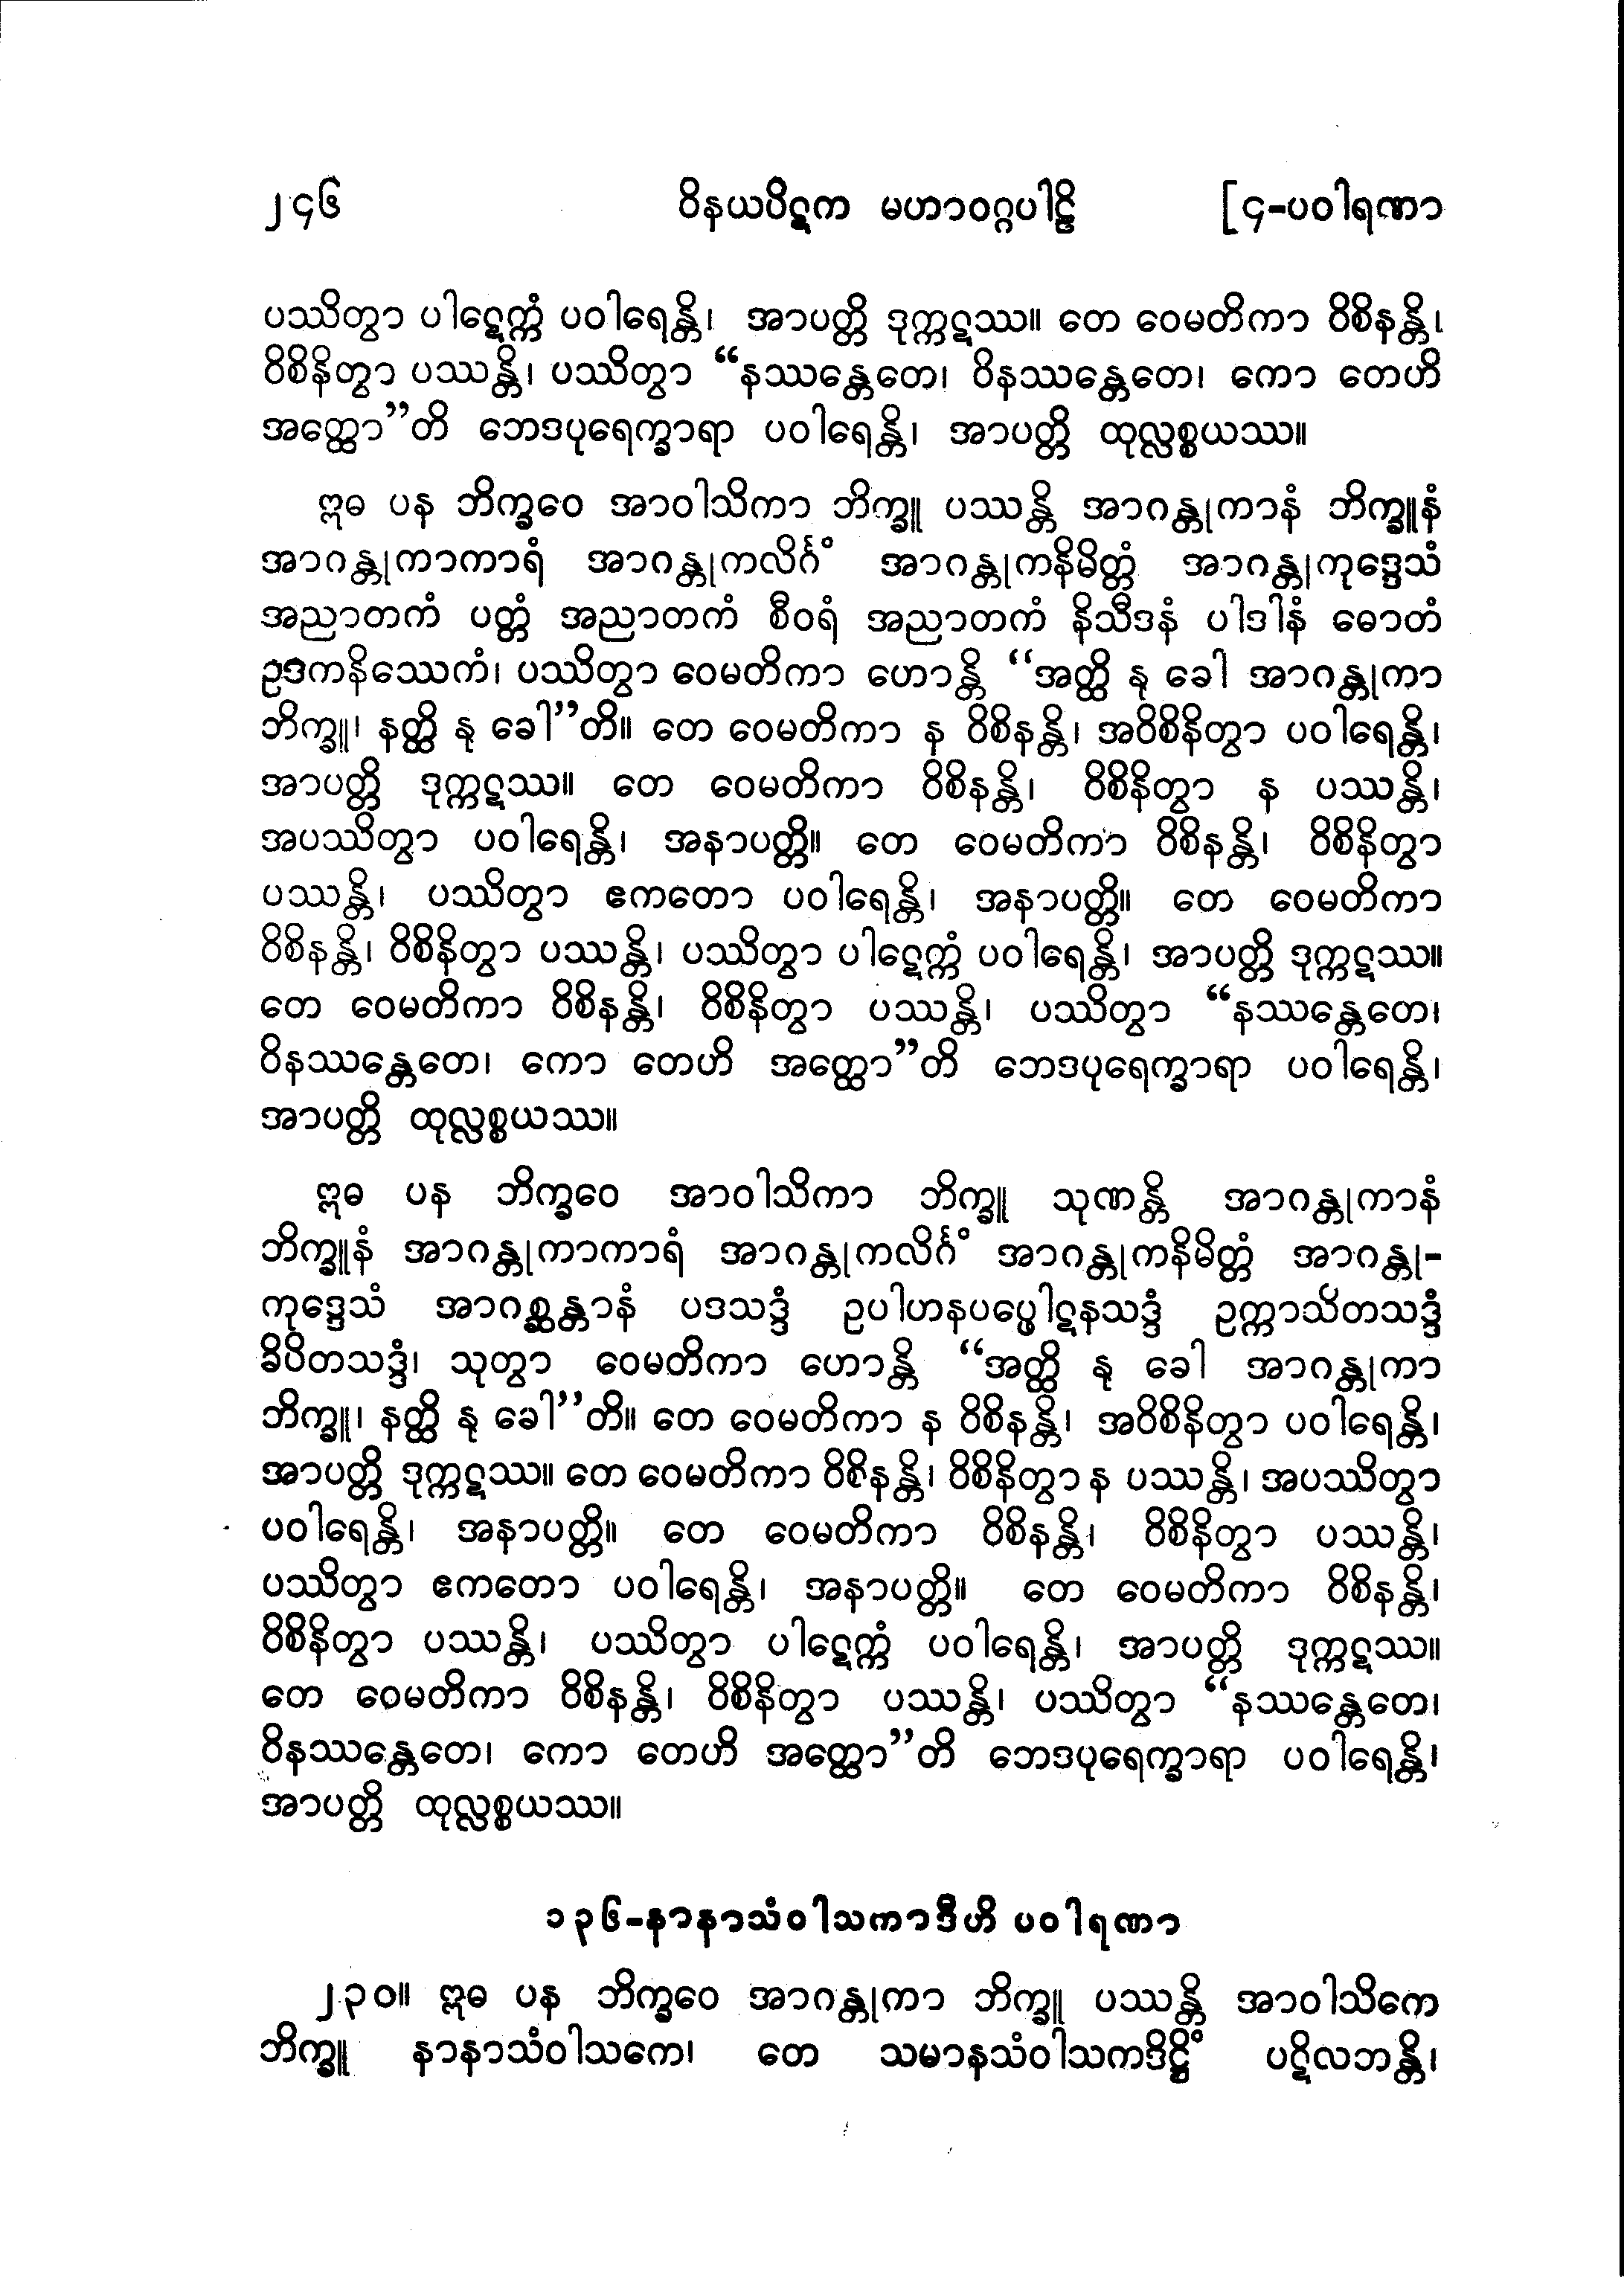 ၂၄၆ ဝိနယပိဋက မဟာဝဂ္ဂပါဠိ [၄-ပဝါရဏာ
ပဿိတွာ ပါဋေက္ကံ ပဝါရေန္တိ၊ အာပတ္တိ ဒုက္ကဋဿ။ တေ ဝေမတိကာ ဝိစိနန္တိ၊
ဝိစိနိတွာ ပဿန္တိ၊ ပဿိတွာ “နဿန္တေတေ၊ ဝိနဿန္တေတေ၊ ကော တေဟိ
အတ္ထော”တိ ဘေဒပုရေက္ခာရာ ပဝါရေန္တိ၊ အာပတ္တိ ထုလ္လစ္စယဿ။
ဣဓ ပန ဘိက္ခဝေ အာဝါသိကာ ဘိက္ခူ ပဿန္တိ အာဂန္တုကာနံ ဘိက္ခူနံ
အာဂန္တုကာကာရံ အာဂန္တုကလိင်္ဂံ အာဂန္တုကနိမိတ္တံ အာဂန္တုကုဒ္ဒေသံ
အညာတကံ ပတ္တံ အညာတကံ စီဝရံ အညာတကံ နိသီဒနံ ပါဒါနံ ဓောတံ
ဥဒကနိဿေကံ၊ ပဿိတွာ ဝေမတိကာ ဟောန္တိ “အတ္ထိ နု ခေါ အာဂန္တုကာ
ဘိက္ခူ၊ နတ္ထိ နု ခေါ”တိ။ တေ ဝေမတိကာ န ဝိစိနန္တိ၊ အဝိစိနိတွာ ပဝါရေန္တိ၊
အာပတ္တိ ဒုက္ကဋဿ။ တေ ဝေမတိကာ ဝိစိနန္တိ၊ ဝိစိနိတွာ န ပဿန္တိ၊
အပဿိတွာ ပဝါရေန္တိ၊ အနာပတ္တိ။ တေ ဝေမတိကာ ဝိစိနန္တိ၊ ဝိစိနိတွာ
ပဿန္တိ၊ ပဿိတွာ ဧကတော ပဝါရေန္တိ၊ အနာပတ္တိ။ တေ ဝေမတိကာ
ဝိစိနန္တိ၊ ဝိစိနိတွာ ပဿန္တိ၊ ပဿိတွာ ပါဋေက္ကံ ပဝါရေန္တိ၊ အာပတ္တိ ဒုက္ကဋဿ။
တေ ဝေမတိကာ ဝိစိနန္တိ၊ ဝိစိနိတွာ ပဿန္တိ၊ ပဿိတွာ “နဿန္တေတေ၊
ဝိနဿန္တေတေ၊ ကော တေဟိ အတ္ထော”တိ ဘေဒပုရေက္ခာရာ ပဝါရေန္တိ၊
အာပတ္တိ ထုလ္လစ္စယဿ။
ဣဓ ပန ဘိက္ခဝေ အာဝါသိကာ ဘိက္ခူ သုဏန္တိ အာဂန္တုကာနံ
ဘိက္ခူနံ အာဂန္တုကာကာရံ အာဂန္တုကလိင်္ဂံ အာဂန္တုကနိမိတ္တံ အာဂန္တု-
ကုဒ္ဒေသံ အာဂစ္ဆန္တာနံ ပဒသဒ္ဒံ ဥပါဟနပပ္ဖေါဋနသဒ္ဒံ ဥက္ကာသိတသဒ္ဒံ
ခိပိတသဒ္ဒံ၊ သုတွာ ဝေမတိကာ ဟောန္တိ “အတ္ထိ နု ခေါ အာဂန္တုကာ
ဘိက္ခူ၊ နတ္ထိ နု ခေါ”တိ။ တေ ဝေမတိကာ န ဝိစိနန္တိ၊ အဝိစိနိတွာ ပဝါရေန္တိ၊
အာပတ္တိ ဒုက္ကဋဿ။ တေ ဝေမတိကာ ဝိစိနန္တိ၊ ဝိစိနိတွာ န ပဿန္တိ၊ အပဿိတွာ
ပဝါရေန္တိ၊ အနာပတ္တိ။ တေ ဝေမတိကာ ဝိစိနန္တိ၊ ဝိစိနိတွာ ပဿန္တိ၊
ပဿိတွာ ဧကတော ပဝါရေန္တိ၊ အနာပတ္တိ။ တေ ဝေမတိကာ ဝိစိနန္တိ၊
ဝိစိနိတွာ ပဿန္တိ၊ ပဿိတွာ ပါဋေက္ကံ ပဝါရေန္တိ၊ အာပတ္တိ ဒုက္ကဋဿ။
တေ ဝေမတိကာ ဝိစိနန္တိ၊ ဝိစိနိတွာ ပဿန္တိ၊ ပဿိတွာ “နဿန္တေတေ၊
ဝိနဿန္တေတေ၊ ကော တေဟိ အတ္ထော”တိ ဘေဒပုရေက္ခာရာ ပဝါရေန္တိ၊
အာပတ္တိ ထုလ္လစ္စယဿ။
၁၃၆-နာနာသံဝါသကာဒီဟိ ပဝါရဏာ
၂၃၀။ ဣဓ ပန ဘိက္ခဝေ အာဂန္တုကာ ဘိက္ခူ ပဿန္တိ အာဝါသိကေ
ဘိက္ခူ နာနာသံဝါသကေ၊ တေ သမာနသံဝါသကဒိဋ္ဌိံ ပဋိလဘန္တိ၊